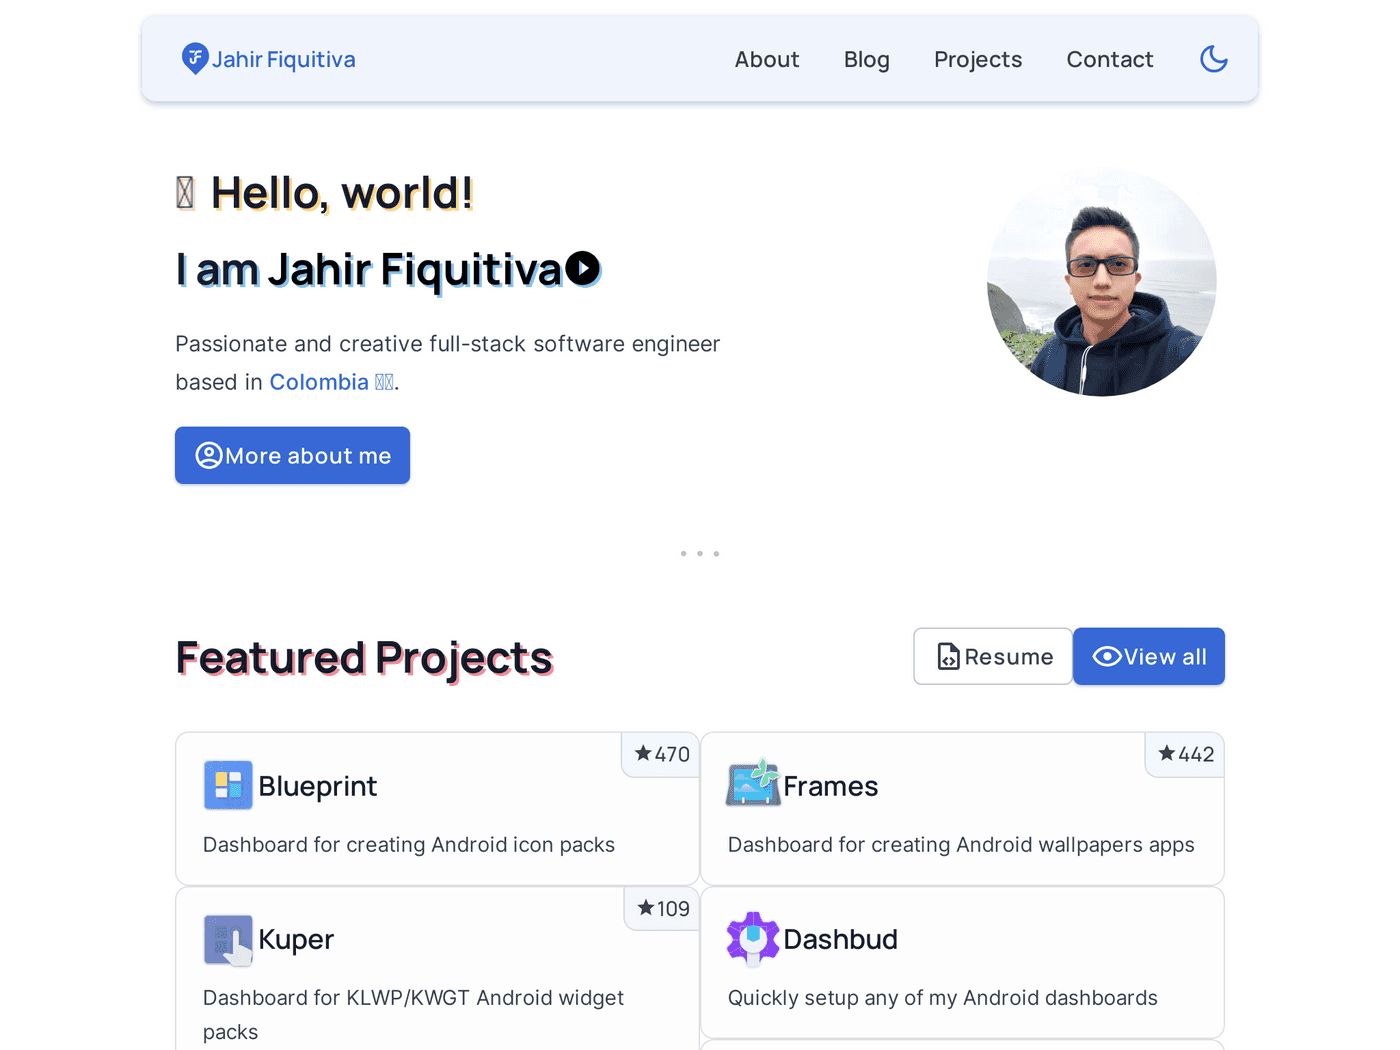 Jahir Fiquitiva
About
Blog
Projects
Contact
Hello, world!
I am Jahir Fiquitiva
Passionate and creative full-stack software engineer
based in Colombia .
More about me
Featured Projects
Resume
View all
470
Blueprint
Dashboard for creating Android icon packs
442
Frames
Dashboard for creating Android wallpapers apps
109
Kuper
Dashboard for KLWP/KWGT Android widget
packs
Dashbud
Quickly setup any of my Android dashboards